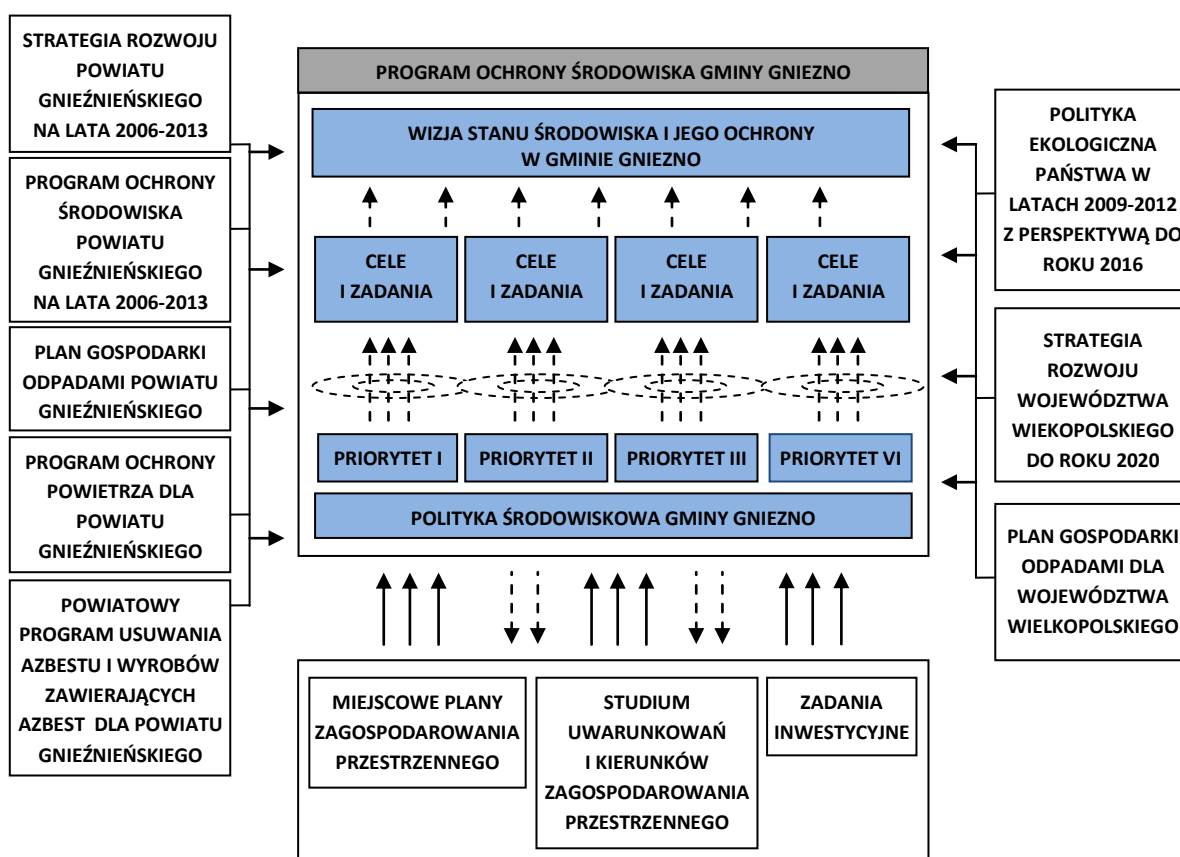 STRATEGIA ROZWOJU
POWIATU
GNIEŹNIEŃSKIEGO
NA LATA 2006-2013
PROGRAM OCHRONY
ŚRODOWISKA
POWIATU
GNIEŹNIEŃSKIEGO
NA LATA 2006-2013
PLAN GOSPODARKI
ODPADAMI POWIATU
GNIEŹNIEŃSKIEGO
PROGRAM OCHRONY
POWIETRZA DLA
POWIATU
GNIEŹNIEŃSKIEGO
POWIATOWY
PROGRAM USUWANIA
AZBESTU I WYROBÓW
ZAWIERAJĄCYCH
AZBEST DLA POWIATU
GNIEŹNIEŃSKIEGO
PROGRAM OCHRONY ŚRODOWISKA GMINY GNIEZNO
WIZJA STANU ŚRODOWISKA I JEGO OCHRONY
W GMINIE GNIEZNO
CELE
I ZADANIA
CELE
I ZADANIA
CELE
I ZADANIA
CELE
I ZADANIA
PRIORYTET I
PRIORYTET II
PRIORYTET III
PRIORYTET VI
POLITYKA ŚRODOWISKOWA GMINY GNIEZNO
MIEJSCOWE PLANY
ZAGOSPODAROWANIA
PRZESTRZENNEGO
STUDIUM
UWARUNKOWAŃ
I KIERUNKÓW
ZAGOSPODAROWANIA
PRZESTRZENNEGO
ZADANIA
INWESTYCYJNE
POLITYKA
EKOLOGICZNA
PAŃSTWA W
LATACH 2009-2012
Z PERSPEKTYWĄ DO
ROKU 2016
STRATEGIA
ROZWOJU
WOJEWÓDZTWA
WIEKOPOLSKIEGO
DO ROKU 2020
PLAN GOSPODARKI
ODPADAMI DLA
WOJEWÓDZTWA
WIELKOPOLSKIEGO